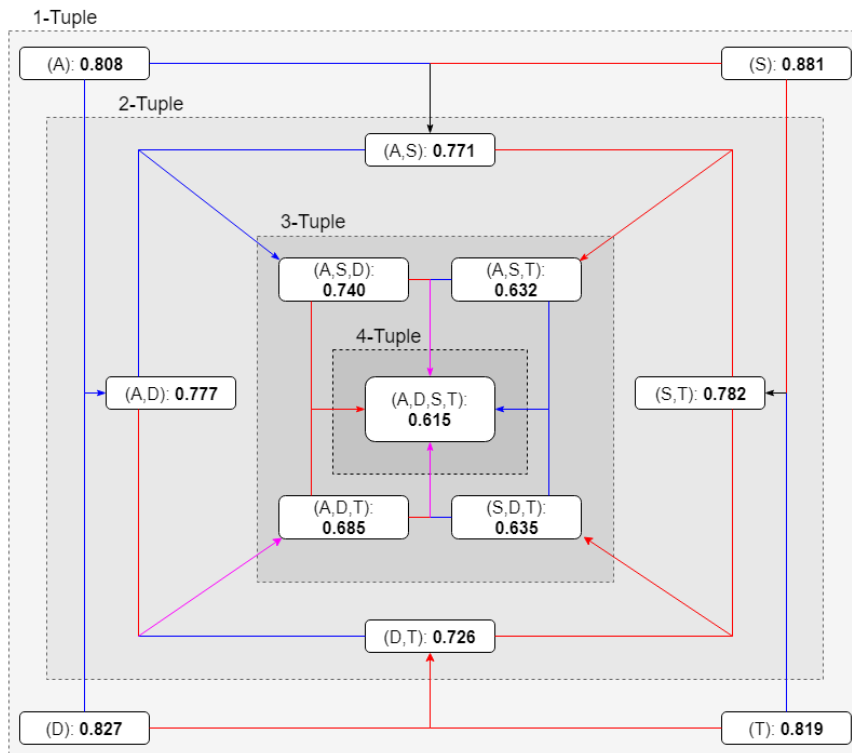 1-Tuple
(A): 0.808
(S): 0.881
2-Tuple
(A,S): 0.771
3-Tuple
(A,S,D):
0.740
(A,S,T):
0.632
4-Tuple
(A,D): 0.777
(A,D,S,T):
0.615
(S,T): 0.782
(A,D,T):
0.685
(S,D,T):
0.635
(D,T): 0.726
(D): 0.827
(T): 0.819